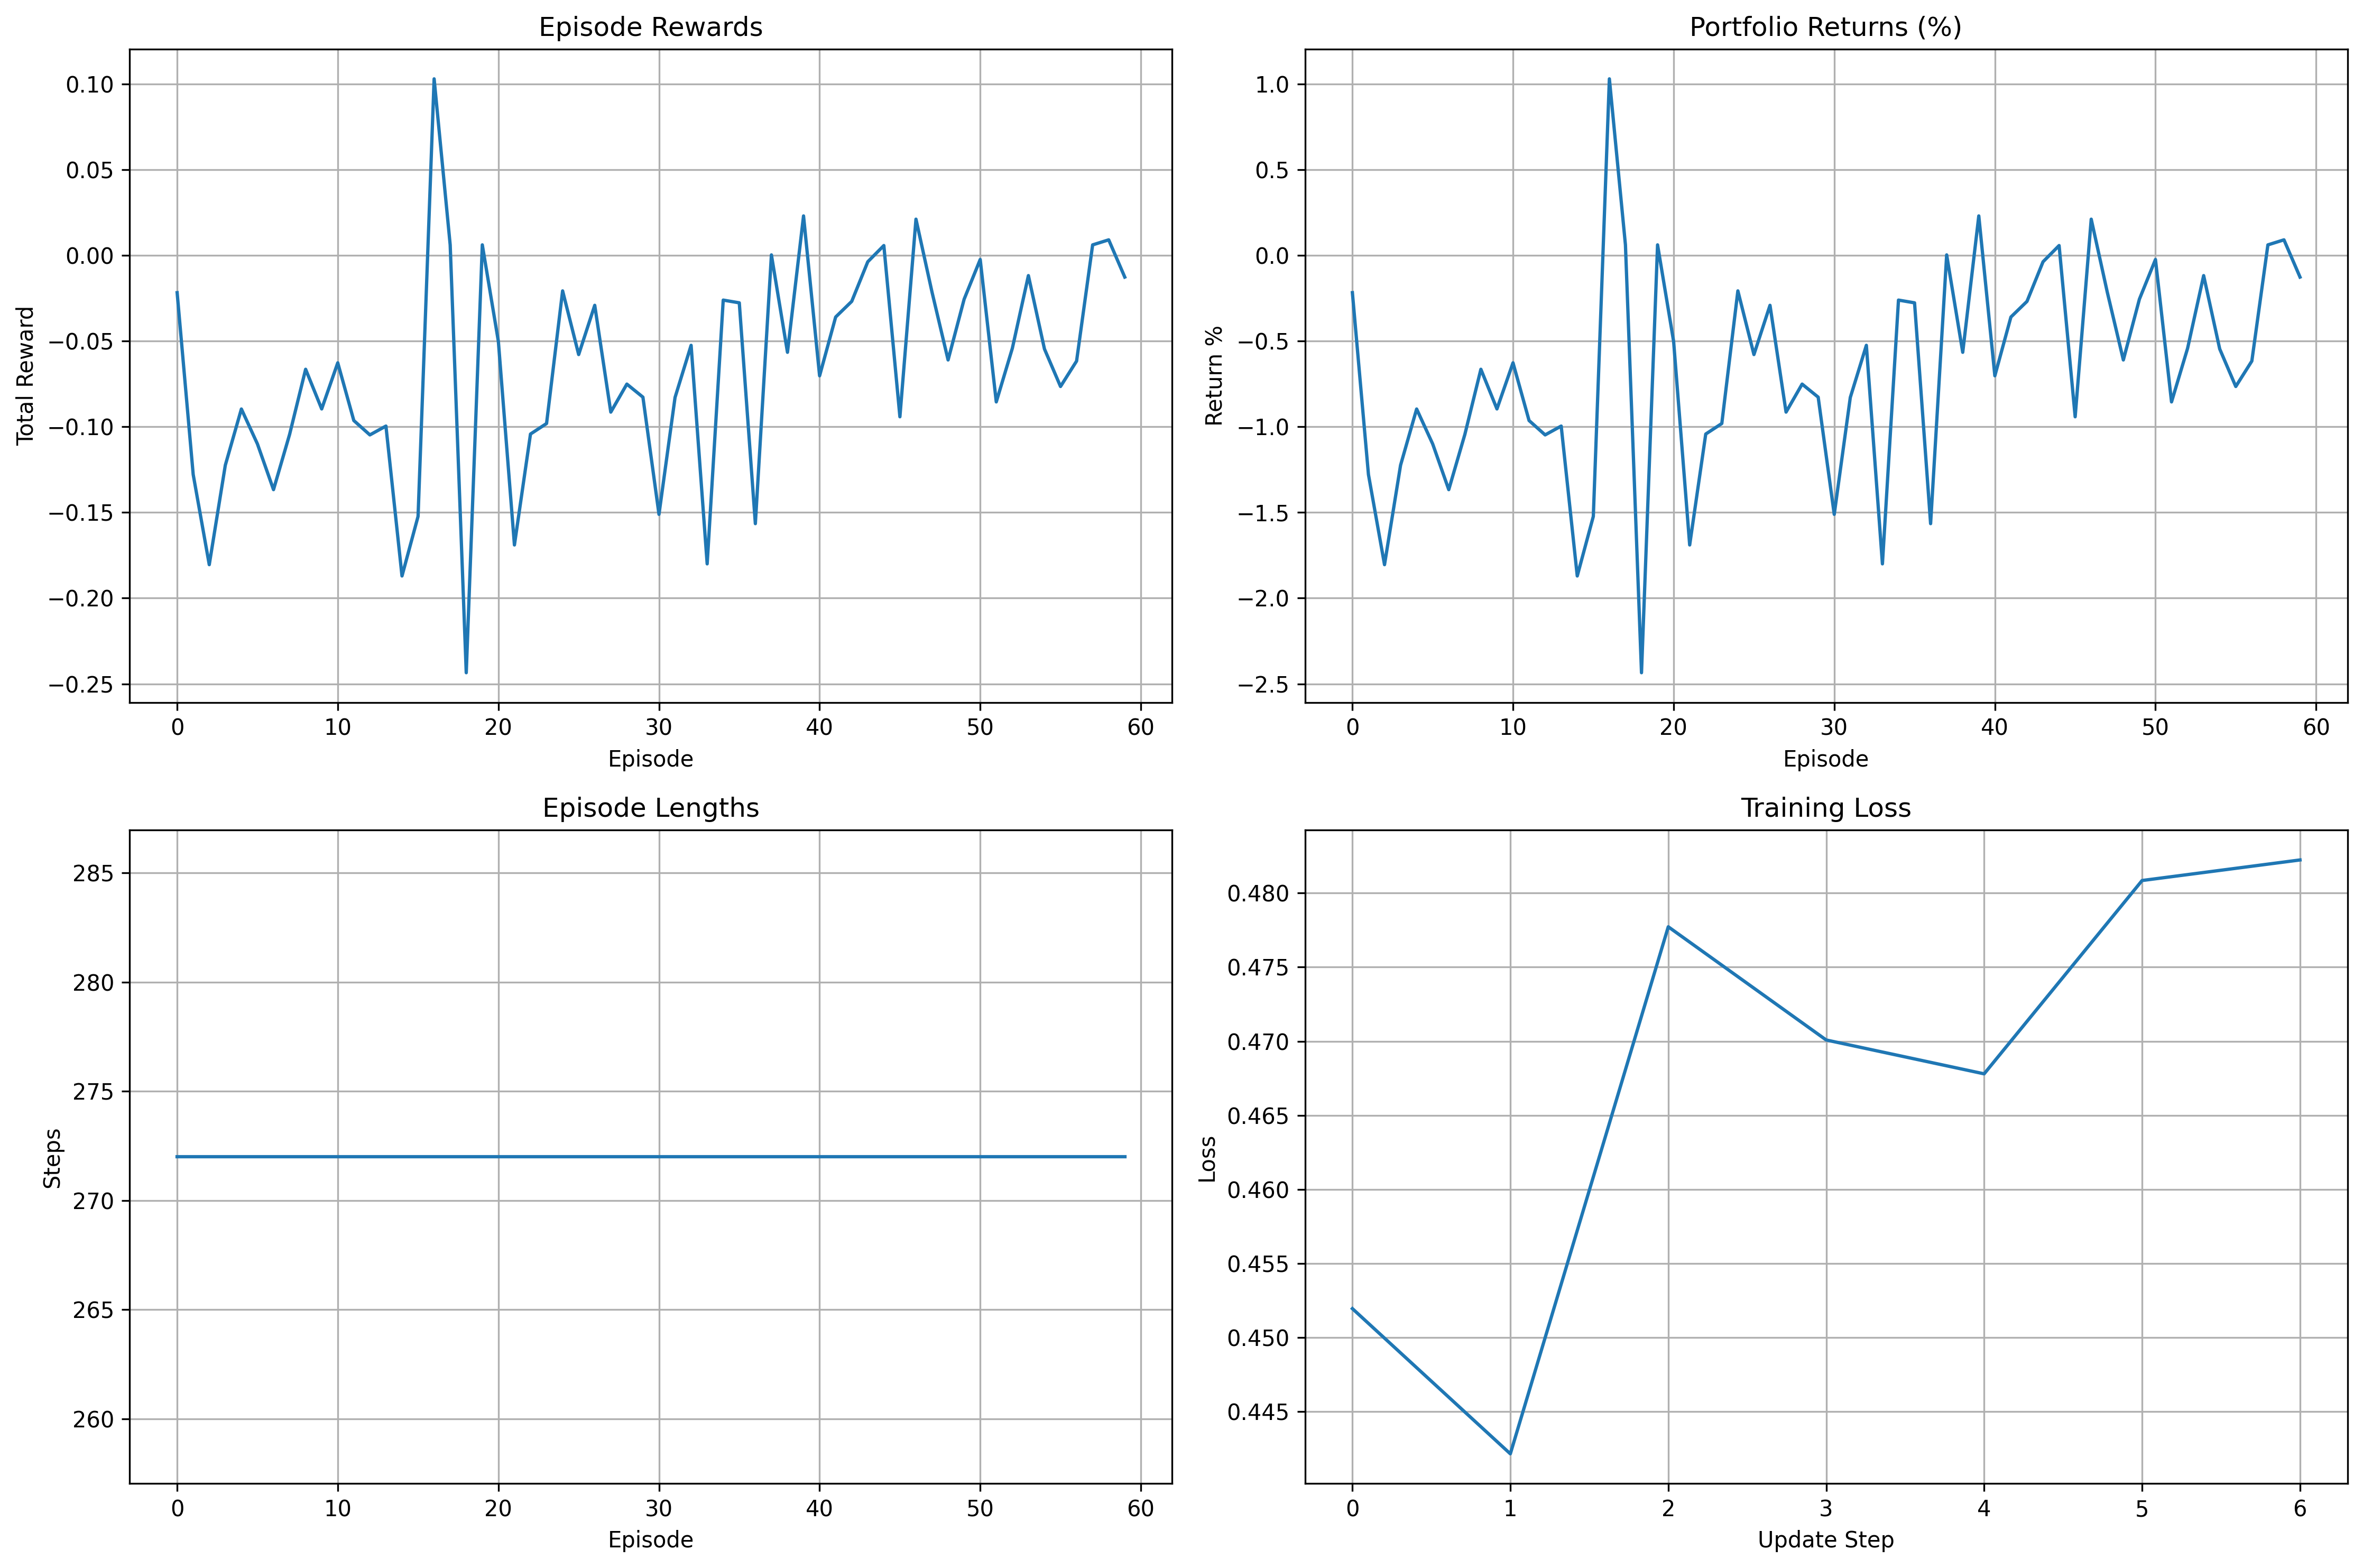 Episode Rewards
Total Reward
0.10
0.05
0.00
−0.05
−0.10
−0.15
−0.20
−0.25
0 10 20 30 40 50 60
Episode
Portfolio Returns (%)
Return %
1.0
0.5
0.0
−0.5
−1.0
−1.5
−2.0
−2.5
0 10 20 30 40 50 60
Episode
Episode Lengths
Steps
285
280
275
270
265
260
0 10 20 30 40 50 60
Episode
Training Loss
Loss
0.480
0.475
0.470
0.465
0.460
0.455
0.450
0.445
0 1 2 3 4 5 6
Update Step